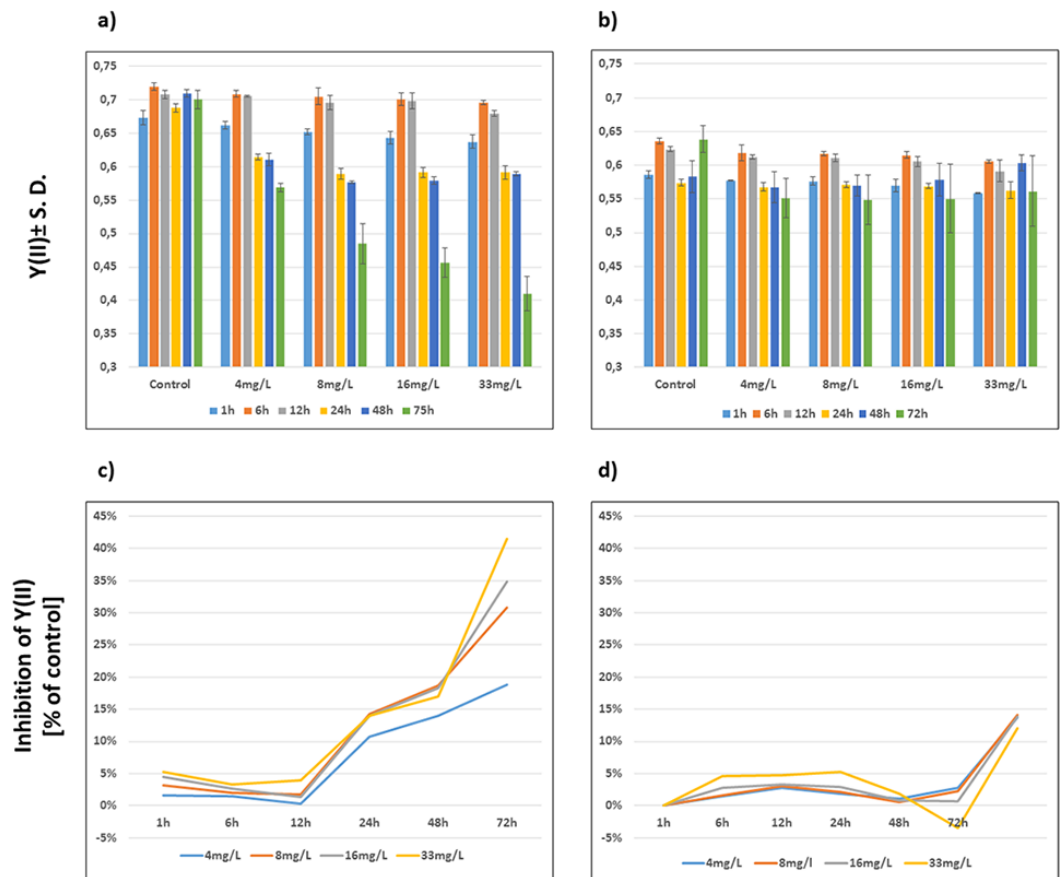 a)
b)
Y(II)± S. D.
0,75
0,7
0,65
0,6
0,55
0,5
0,45
0,4
0,35
0,3
Control 4mg/L 8mg/L 16mg/L 33mg/L
1h 6h 12h 24h 48h 75h
0,75
0,7
0,65
0,6
0,55
0,5
0,45
0,4
0,35
0,3
Control 4mg/L 8mg/L 16mg/L 33mg/L
1h 6h 12h 24h 48h 72h
c)
d)
Inhibition of Y(II)
[% of control]
45%
40%
35%
30%
25%
20%
15%
10%
5%
0%
-5%
1h 6h 12h 24h 48h 72h
4mg/L 8mg/L 16mg/L 33mg/L
45%
40%
35%
30%
25%
20%
15%
10%
5%
0%
-5%
1h 6h 12h 24h 48h 72h
4mg/L 8mg/l 16mg/L 33mg/L